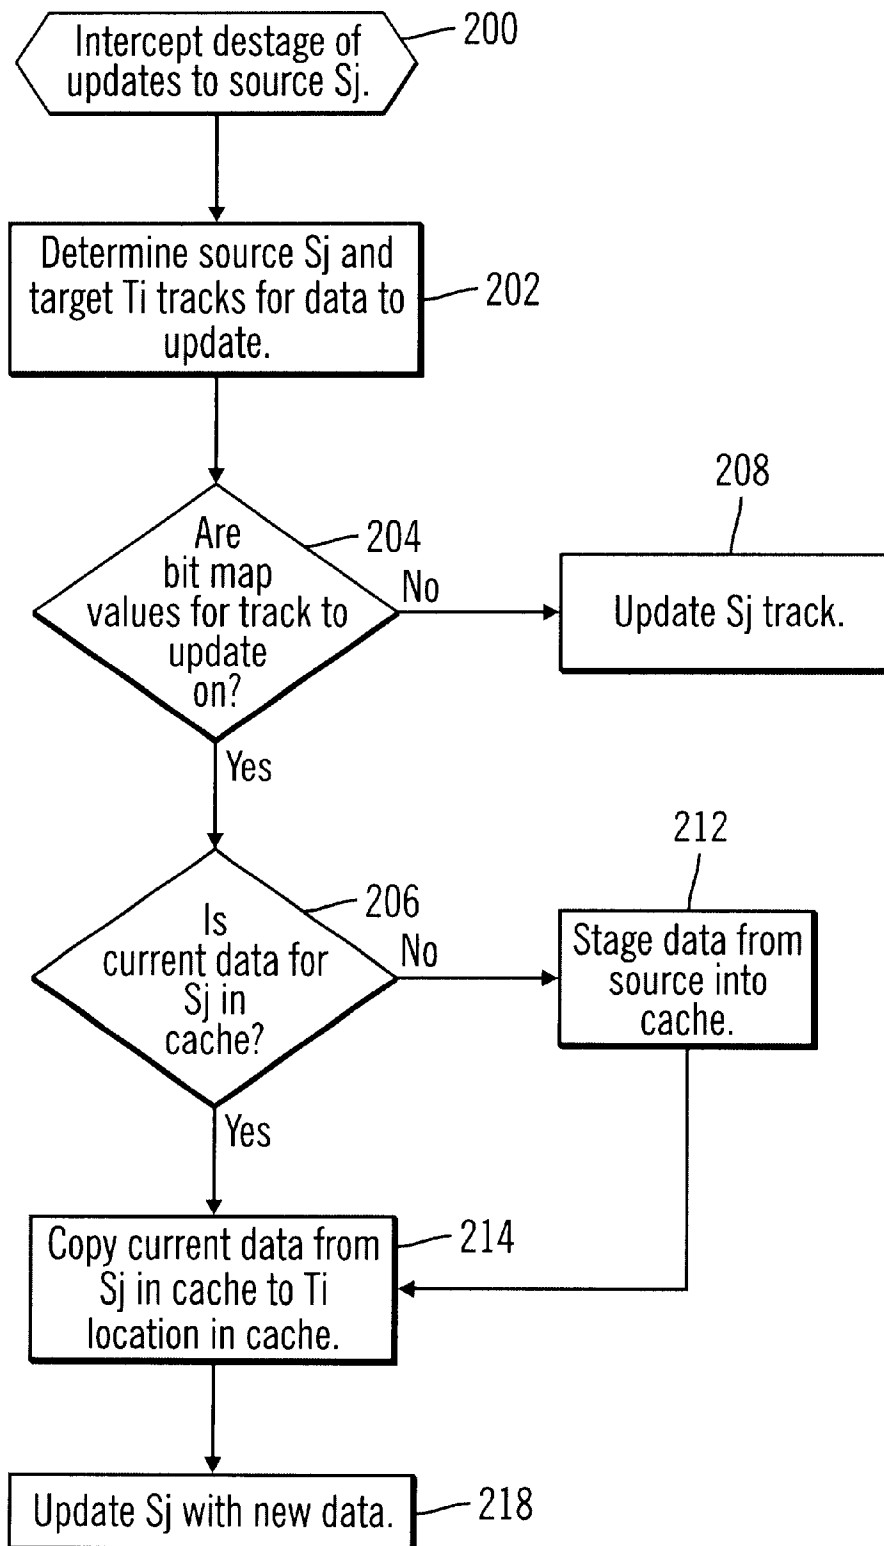 Intercept destage of
updates to source Sj.
200
Determine source Sj and
target Ti tracks for data to
update.
202
Are
bit map
values for track to
update
on?
204
No
208
Update Sj track.
Yes
Is
current data for
Sj in
cache?
206
No
212
Stage data from
source into
cache.
Yes
Copy current data from
Sj in cache to Ti
location in cache.
214
Update Sj with new data.
218